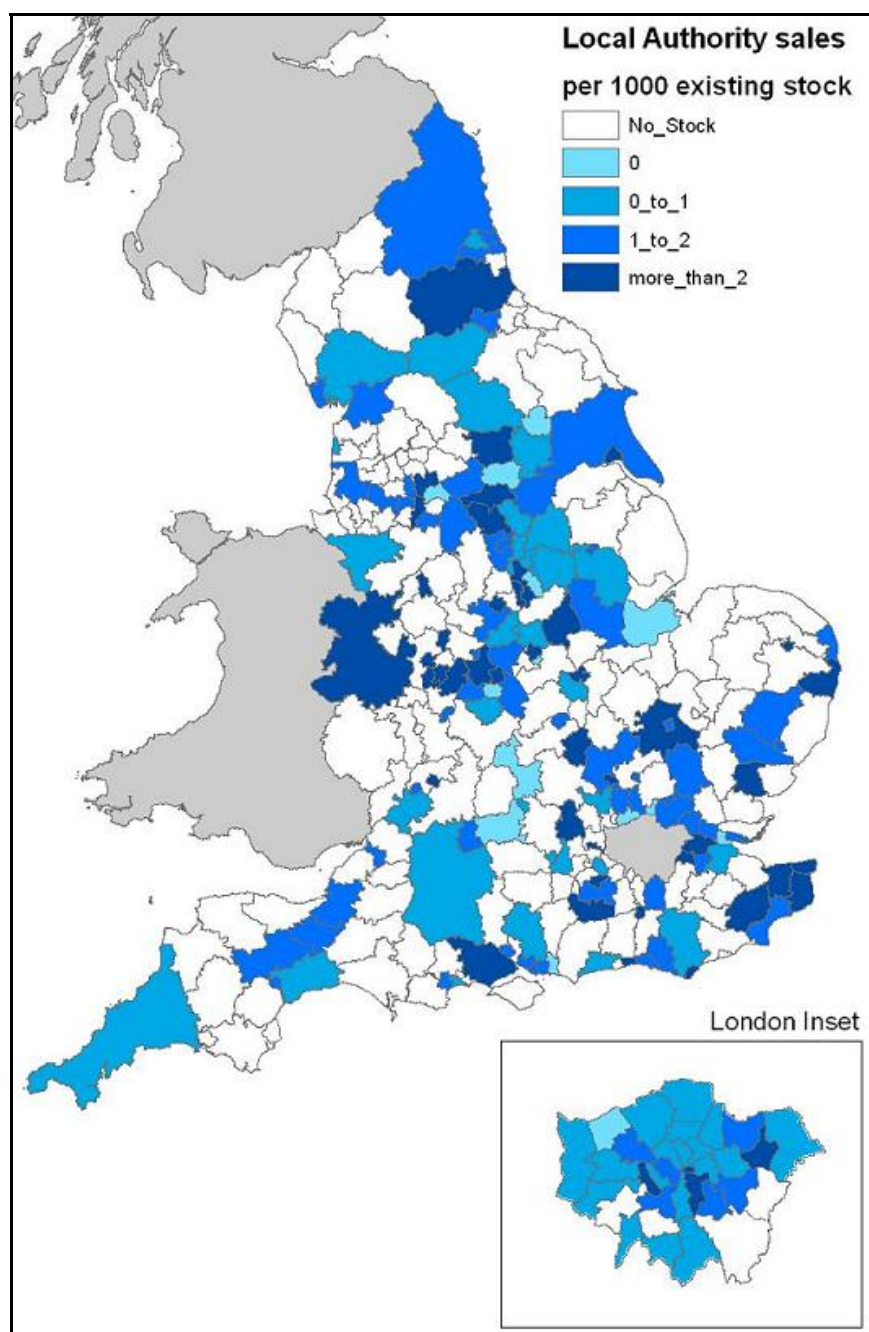 Local Authority sales
per 1000 existing stock
No_Stock
0
0_to_1
1_to_2
more_than_2
London Inset